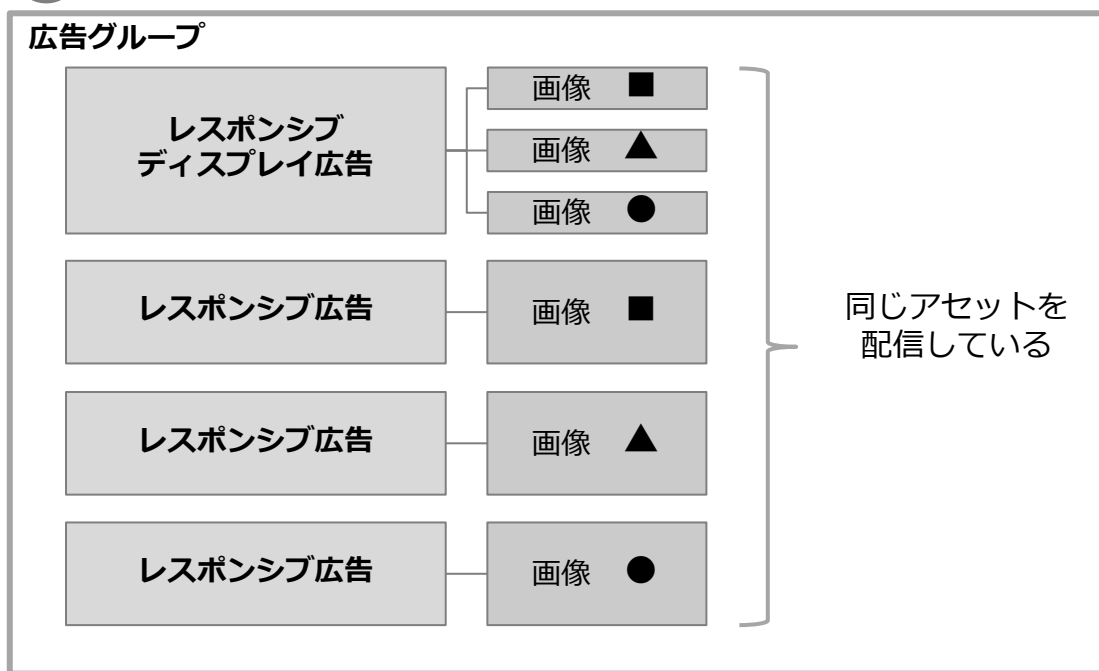 広告グループ
レスポンシブ
ディスプレイ広告
画像 ■
画像 ▲
画像 ●
レスポンシブ広告
画像 ■
レスポンシブ広告
画像 ▲
レスポンシブ広告
画像 ●
同じアセットを
配信している